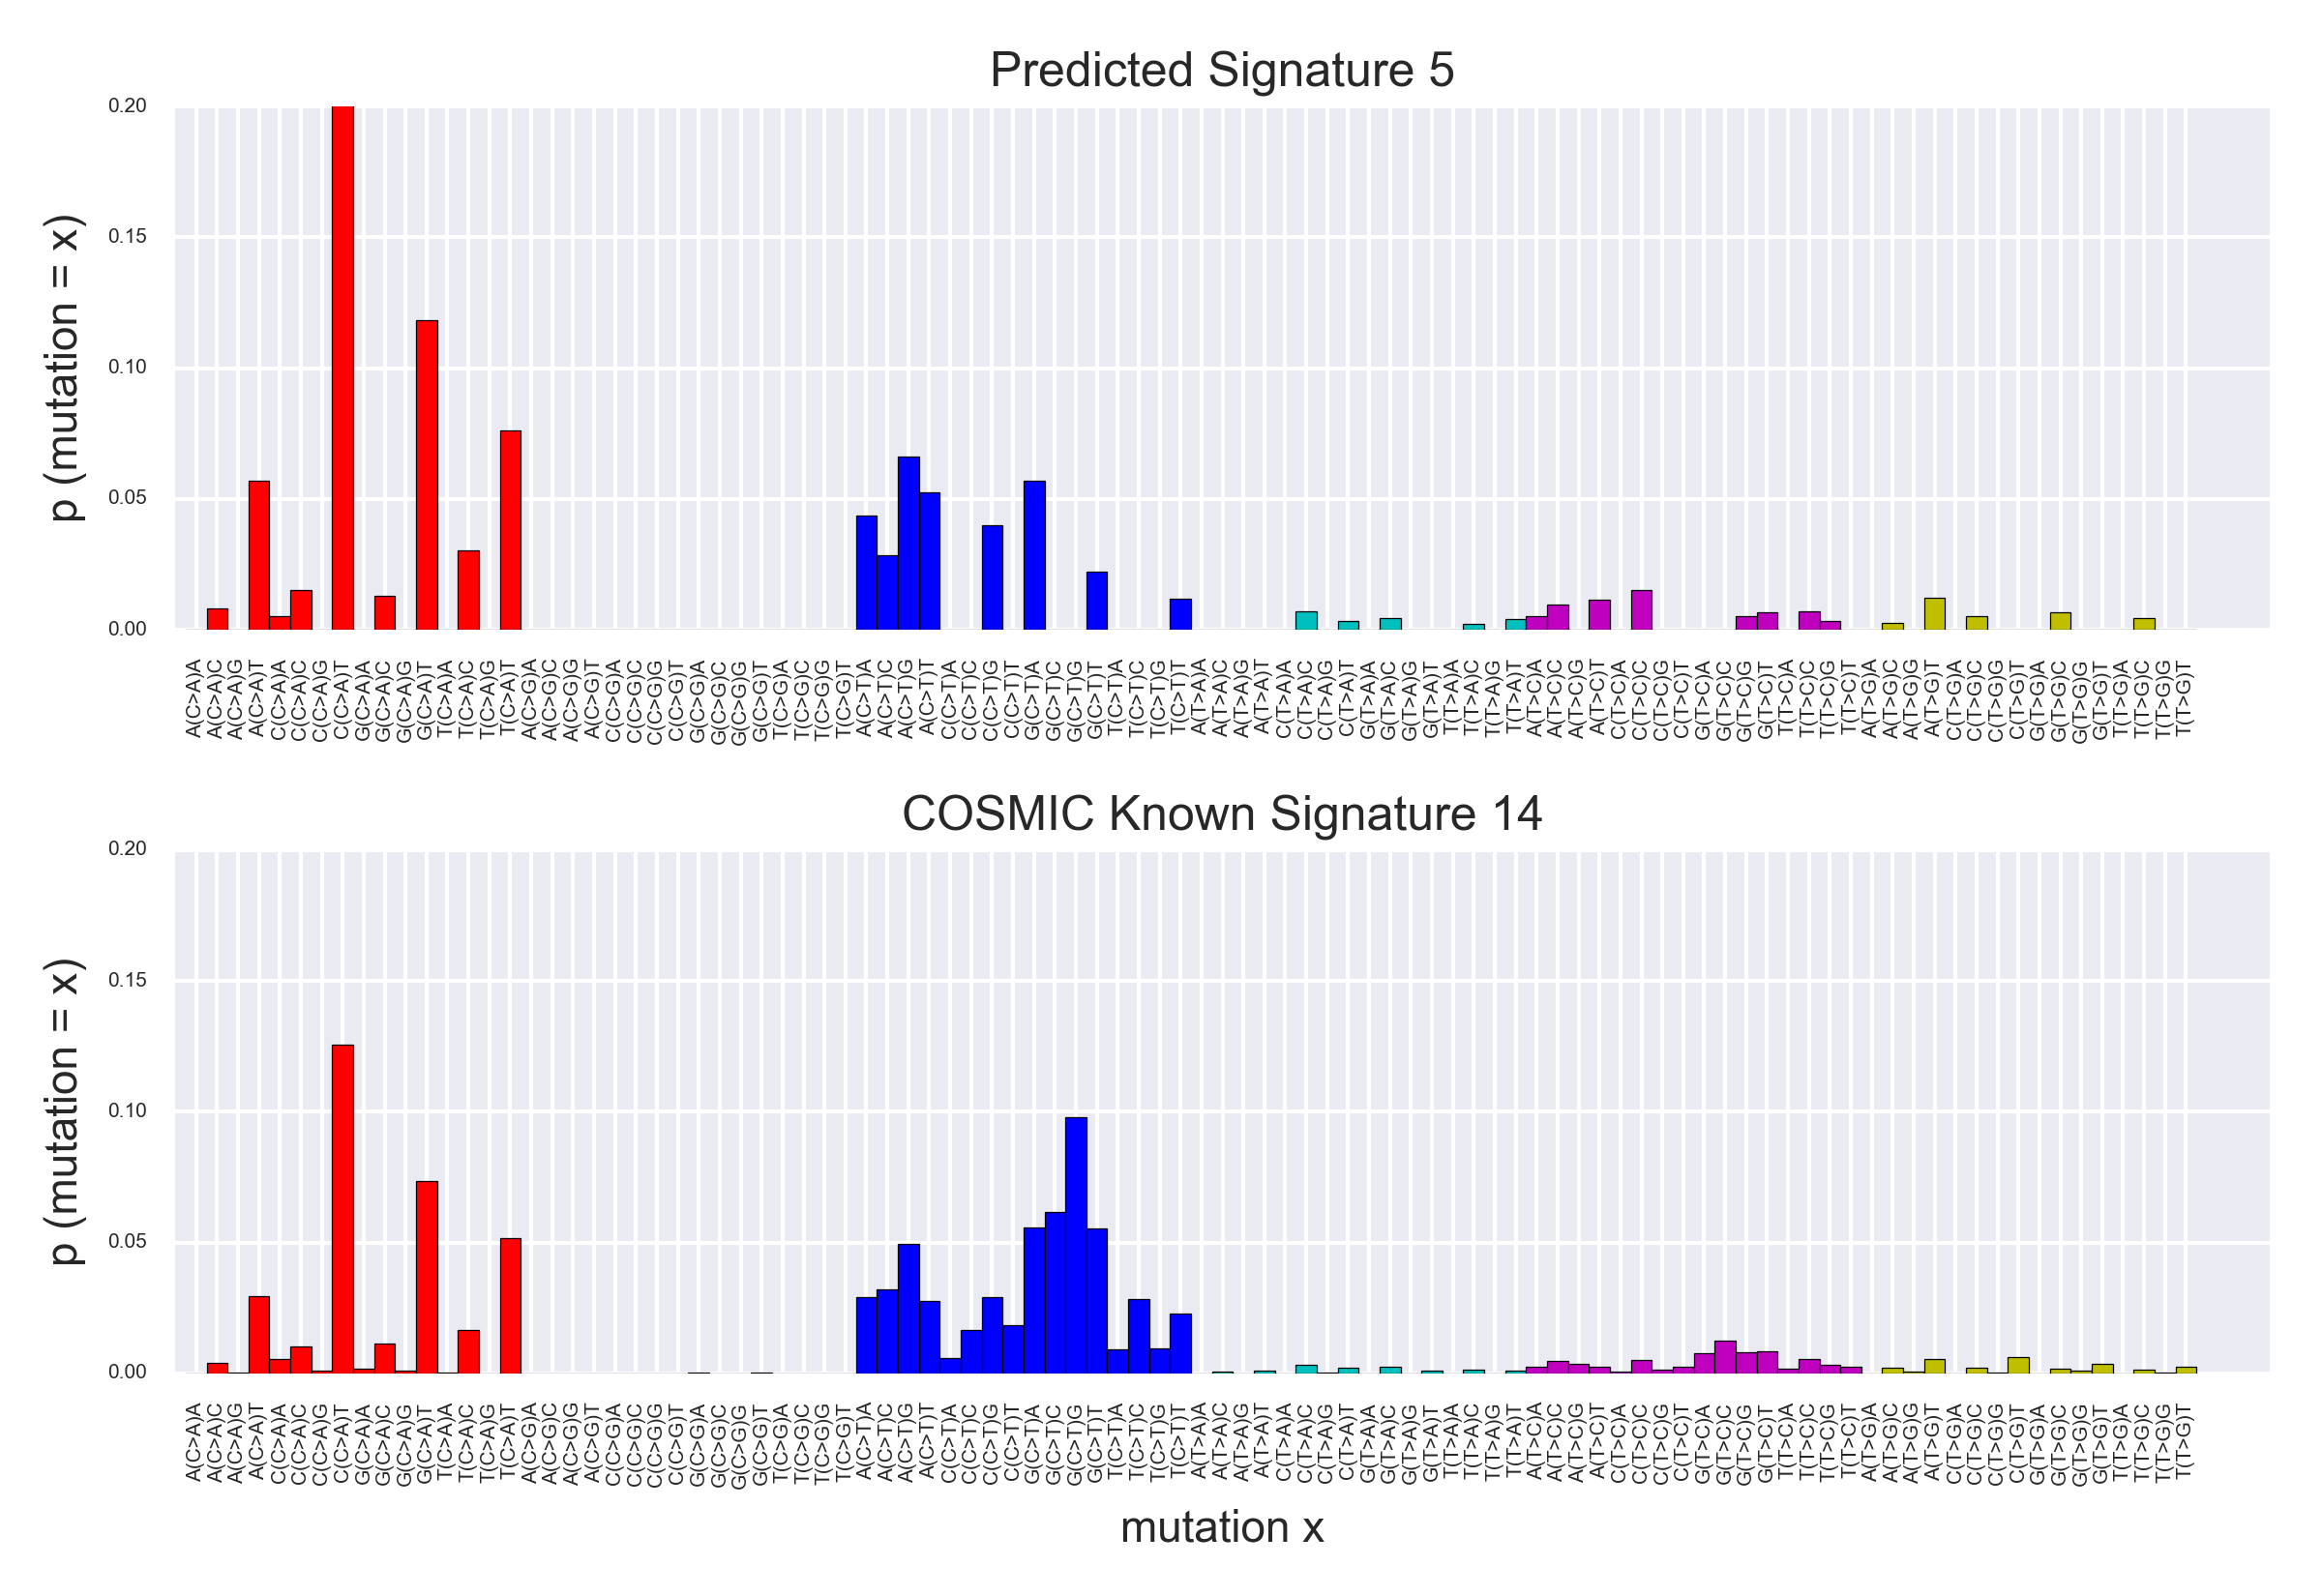 Predicted Signature 5
p (mutation = x)
0.20
0.15
0.10
0.05
0.00
A(C>A)A
A(C>A)C
A(C>A)G
A(C>A)T
C(C>A)A
C(C>A)C
C(C>A)G
C(C>A)T
G(C>A)A
G(C>A)C
G(C>A)G
G(C>A)T
T(C>A)A
T(C>A)C
T(C>A)G
T(C>A)T
A(C>G)A
A(C>G)C
A(C>G)G
A(C>G)T
C(C>G)A
C(C>G)C
C(C>G)G
C(C>G)T
G(C>G)A
G(C>G)C
G(C>G)G
G(C>G)T
T(C>G)A
T(C>G)C
T(C>G)G
T(C>G)T
A(C>T)A
A(C>T)C
A(C>T)G
A(C>T)T
C(C>T)A
C(C>T)C
C(C>T)G
C(C>T)T
G(C>T)A
G(C>T)C
G(C>T)G
G(C>T)T
T(C>T)A
T(C>T)C
T(C>T)G
T(C>T)T
A(T>A)A
A(T>A)C
A(T>A)G
A(T>A)T
C(T>A)A
C(T>A)C
C(T>A)G
C(T>A)T
G(T>A)A
G(T>A)C
G(T>A)G
G(T>A)T
T(T>A)A
T(T>A)C
T(T>A)G
T(T>A)T
A(T>C)A
A(T>C)C
A(T>C)G
A(T>C)T
C(T>C)A
C(T>C)C
C(T>C)G
C(T>C)T
G(T>C)A
G(T>C)C
G(T>C)G
G(T>C)T
T(T>C)A
T(T>C)C
T(T>C)G
T(T>C)T
A(T>G)A
A(T>G)C
A(T>G)G
A(T>G)T
C(T>G)A
C(T>G)C
C(T>G)G
C(T>G)T
G(T>G)A
G(T>G)C
G(T>G)G
G(T>G)T
T(T>G)A
T(T>G)C
T(T>G)G
T(T>G)T
COSMIC Known Signature 14
p (mutation = x)
0.20
0.15
0.10
0.05
0.00
A(C>A)A
A(C>A)C
A(C>A)G
A(C>A)T
C(C>A)A
C(C>A)C
C(C>A)G
C(C>A)T
G(C>A)A
G(C>A)C
G(C>A)G
G(C>A)T
T(C>A)A
T(C>A)C
T(C>A)G
T(C>A)T
A(C>G)A
A(C>G)C
A(C>G)G
A(C>G)T
C(C>G)A
C(C>G)C
C(C>G)G
C(C>G)T
G(C>G)A
G(C>G)C
G(C>G)G
G(C>G)T
T(C>G)A
T(C>G)C
T(C>G)G
T(C>G)T
A(C>T)A
A(C>T)C
A(C>T)G
A(C>T)T
C(C>T)A
C(C>T)C
C(C>T)G
C(C>T)T
G(C>T)A
G(C>T)C
G(C>T)G
G(C>T)T
T(C>T)A
T(C>T)C
T(C>T)G
T(C>T)T
A(T>A)A
A(T>A)C
A(T>A)G
A(T>A)T
C(T>A)A
C(T>A)C
C(T>A)G
C(T>A)T
G(T>A)A
G(T>A)C
G(T>A)G
G(T>A)T
T(T>A)A
T(T>A)C
T(T>A)G
T(T>A)T
A(T>C)A
A(T>C)C
A(T>C)G
A(T>C)T
C(T>C)A
C(T>C)C
C(T>C)G
C(T>C)T
G(T>C)A
G(T>C)C
G(T>C)G
G(T>C)T
T(T>C)A
T(T>C)C
T(T>C)G
T(T>C)T
A(T>G)A
A(T>G)C
A(T>G)G
A(T>G)T
C(T>G)A
C(T>G)C
C(T>G)G
C(T>G)T
G(T>G)A
G(T>G)C
G(T>G)G
G(T>G)T
T(T>G)A
T(T>G)C
T(T>G)G
T(T>G)T
mutation x